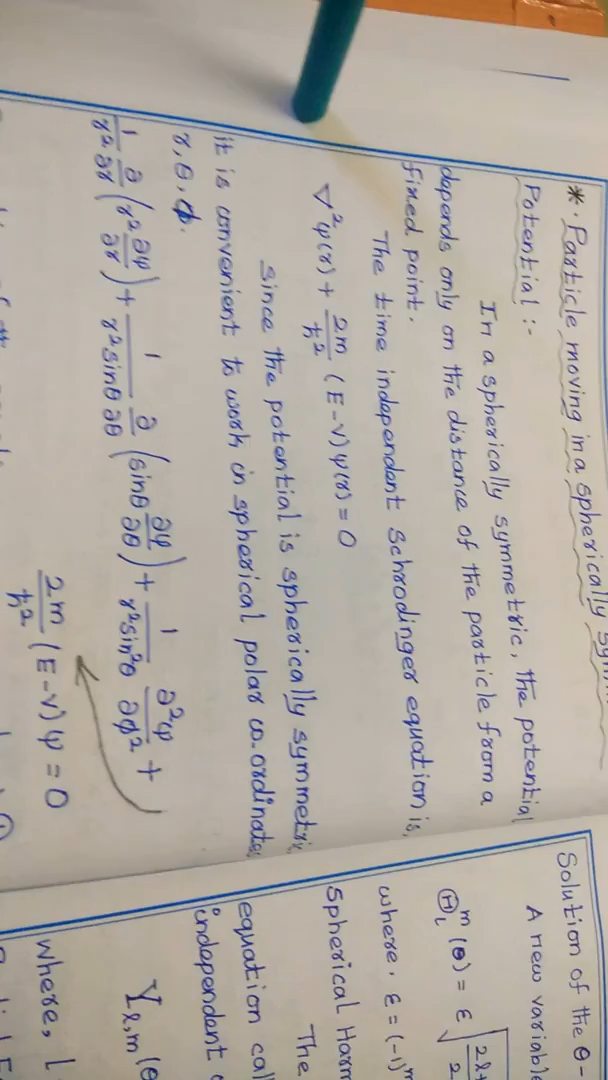 * Particle moving in a spherically
Potential :-
In a spherically symmetric, the potential
depends only on the distance of the particle from a
fixed point.
The time independent Schrodinger equation is,
∇²ψ(r) + 2m/ħ² (E-V) ψ(r) = 0
Since the potential is spherically symmetric
it is convenient to work in spherical polar co-ordinates
r, θ, φ.
1/r² ∂/∂r (r² ∂ψ/∂r) + 1/r² sinθ ∂/∂θ (sinθ ∂ψ/∂θ) + 1/r² sin²θ ∂²ψ/∂φ² +
2m/ħ² (E-V) ψ = 0
Solution of the θ-
A new variable
Θ_l^m (θ) = ε √2l+
where, ε = (-1)^m
Spherical Harm
The
equation cal
independent
Y_l,m (θ
where, l